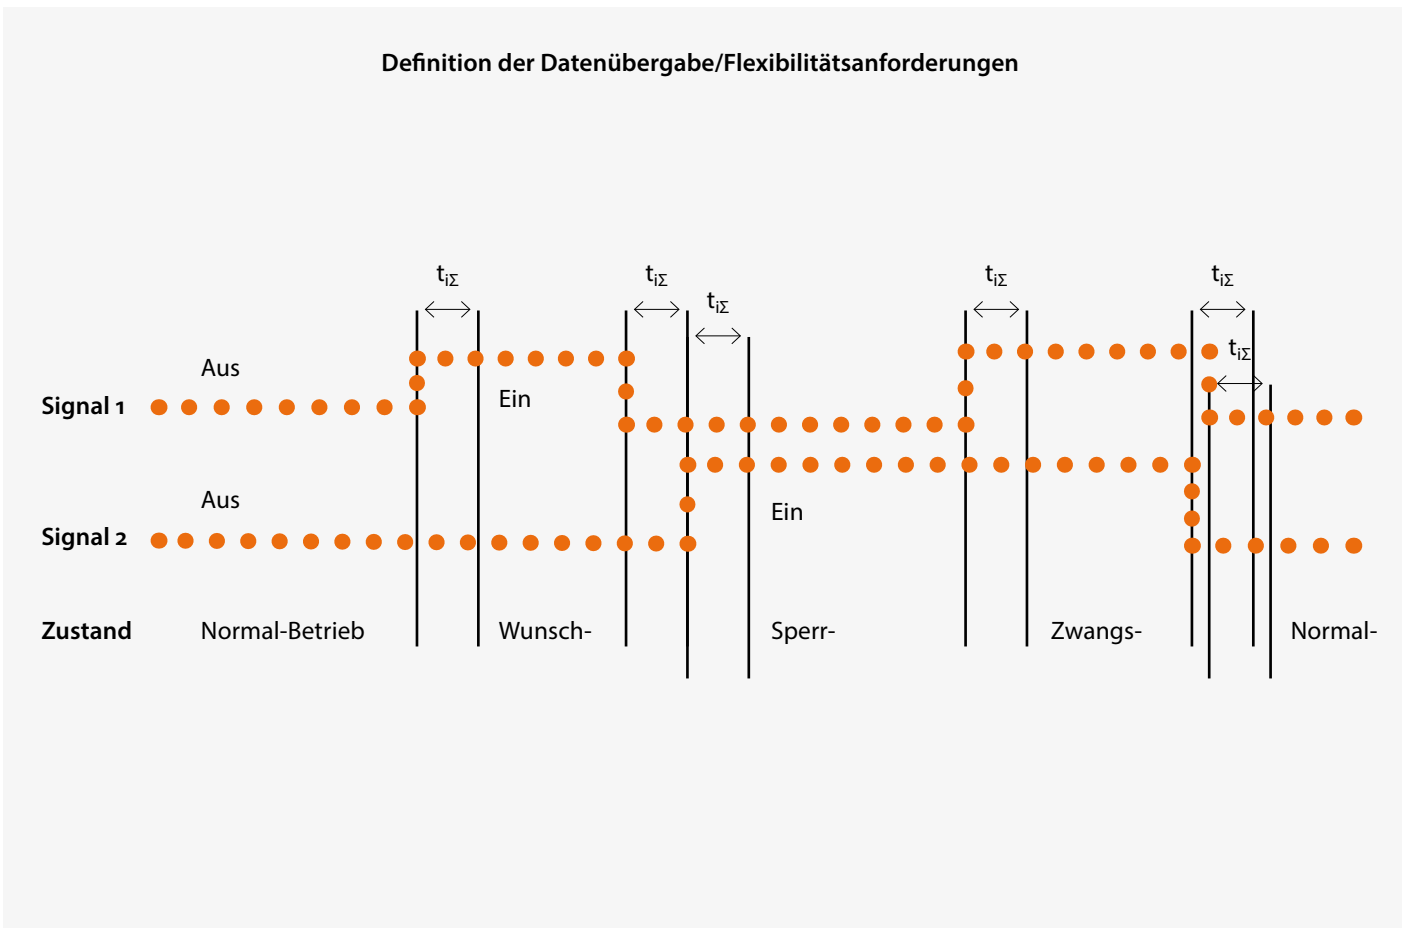 Definition der Datenübergabe/Flexibilitätsanforderungen
tiΣ
tiΣ
tiΣ
tiΣ
tiΣ
tiΣ
Aus
Signal 1
Ein
Aus
Signal 2
Ein
Zustand Normal-Betrieb Wunsch- Sperr- Zwangs- Normal-